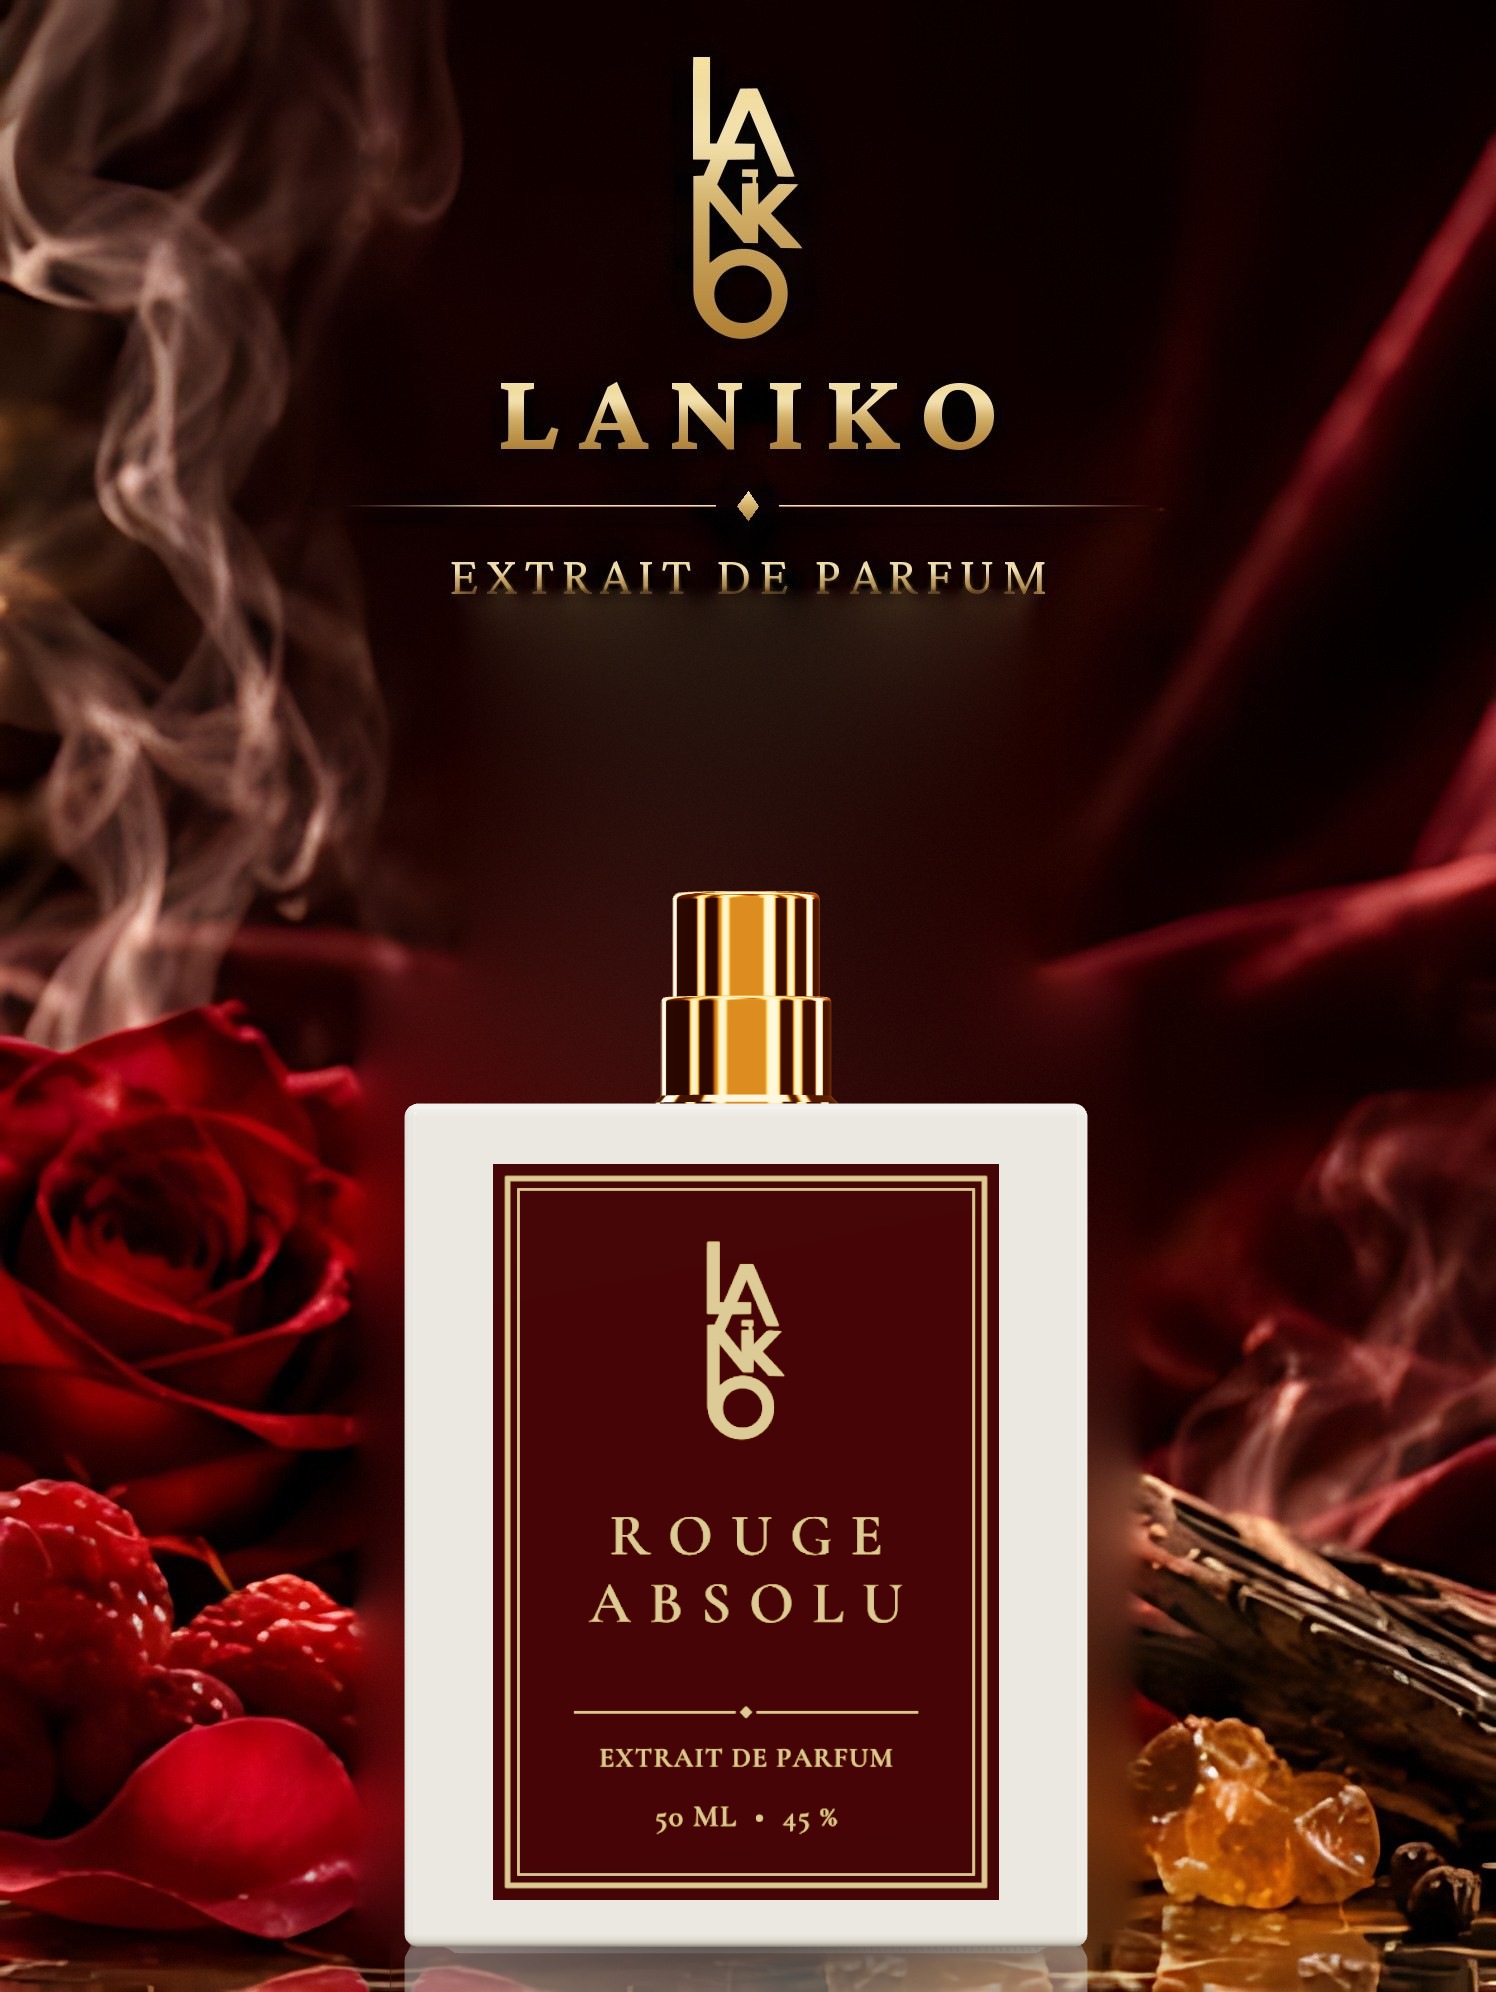 LANIKO
LANIKO
EXTRAIT DE PARFUM
LANIKO
ROUGE
ABSOLU
EXTRAIT DE PARFUM
50 ML • 45 %